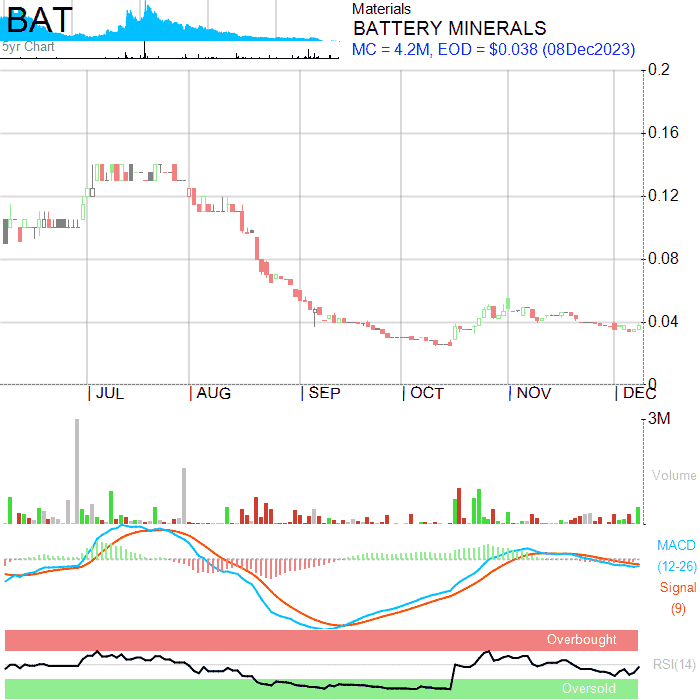 BAT
5yr Chart
Materials
BATTERY MINERALS
MC = 4.2M, EOD = $0.038 (08Dec2023)
0.2
0.16
0.12
0.08
0.04
0
JUL AUG SEP OCT NOV DEC
3M
Volume
MACD
(12-26)
Signal
(9)
Overbought
RSI(14)
Oversold